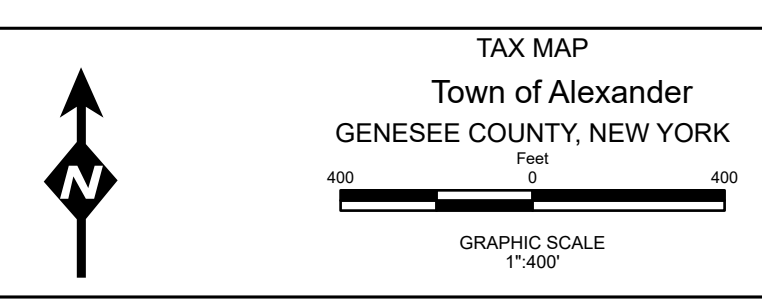 TAX MAP
Town of Alexander
GENESEE COUNTY, NEW YORK
Feet
400 0 400
N
GRAPHIC SCALE
1":400'